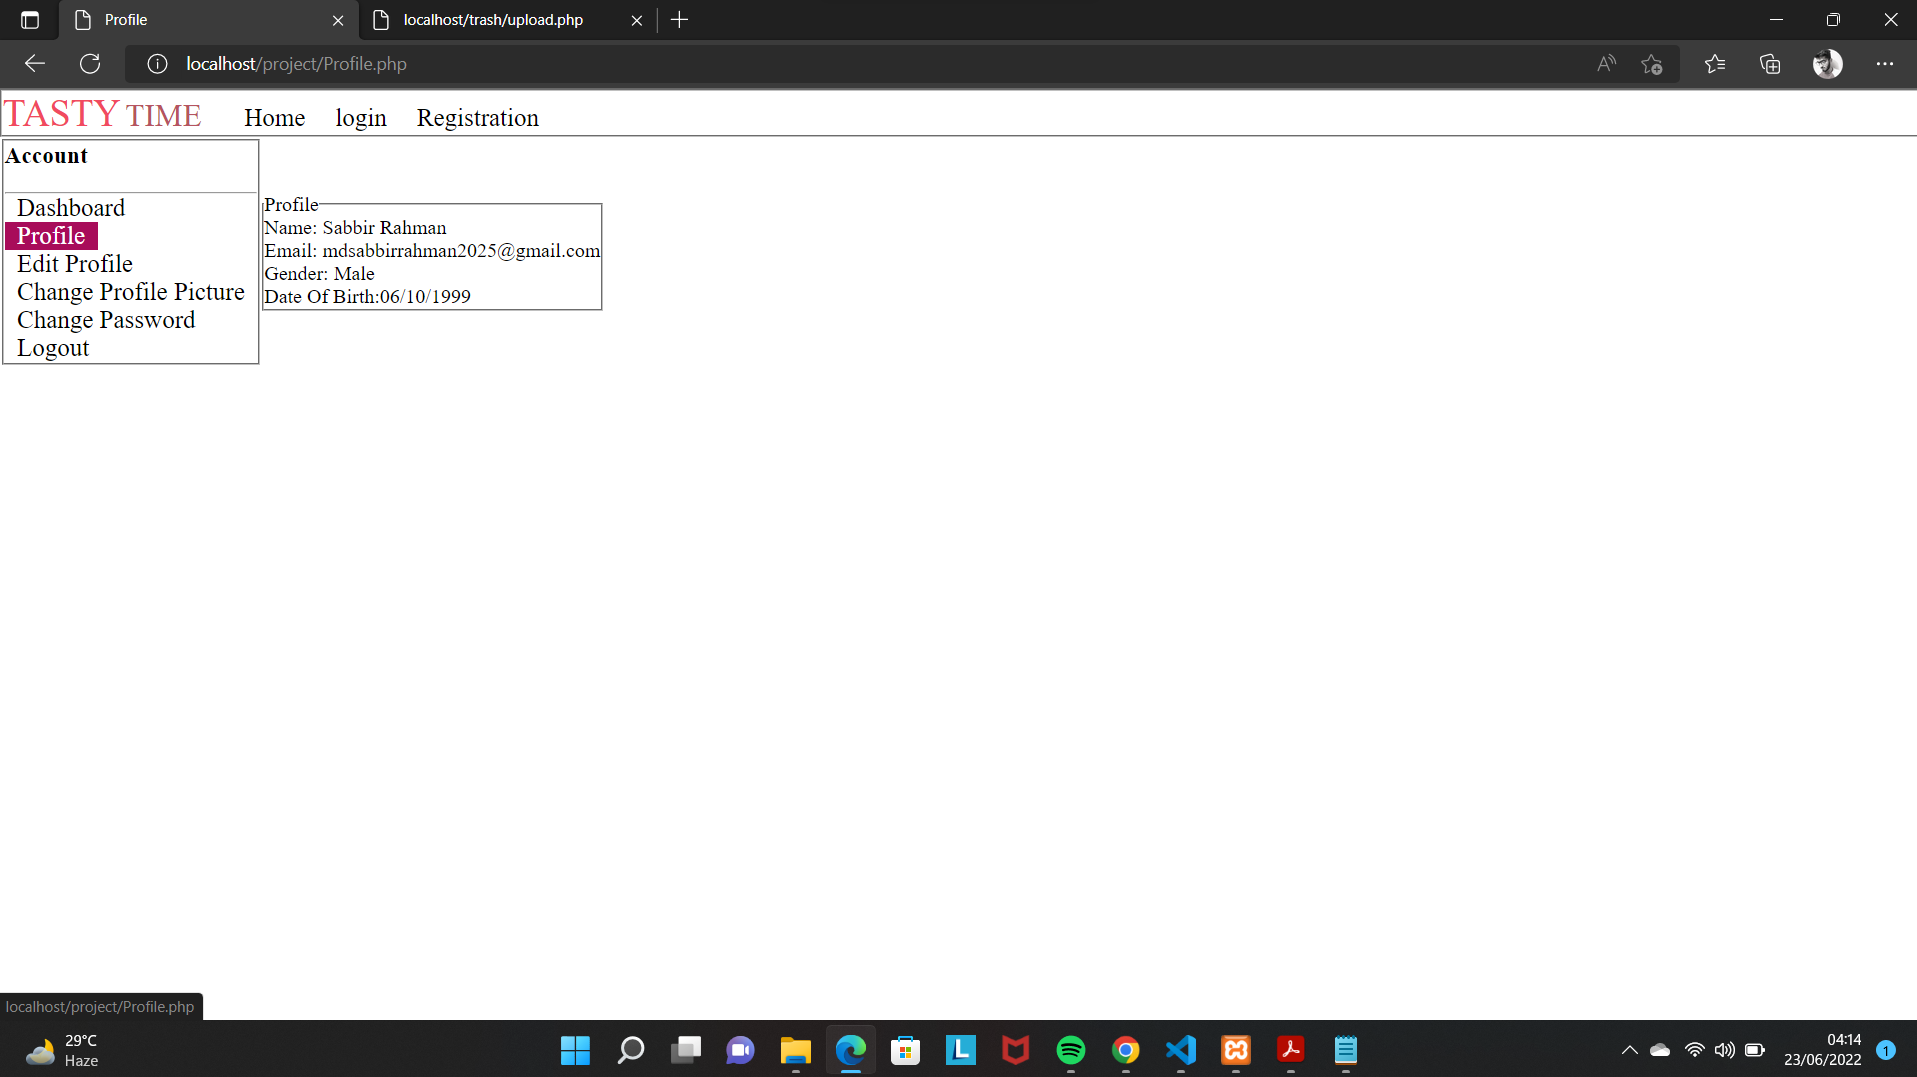 Profile
localhost/trash/upload.php
localhost/project/Profile.php
TASTY TIME Home login Registration
Account
Dashboard
Profile
Edit Profile
Change Profile Picture
Change Password
Logout
Profile
Name: Sabbir Rahman
Email: mdsabbirrahman2025@gmail.com
Gender: Male
Date Of Birth:06/10/1999
localhost/project/Profile.php
29°C
Haze
L
04:14
23/06/2022
1